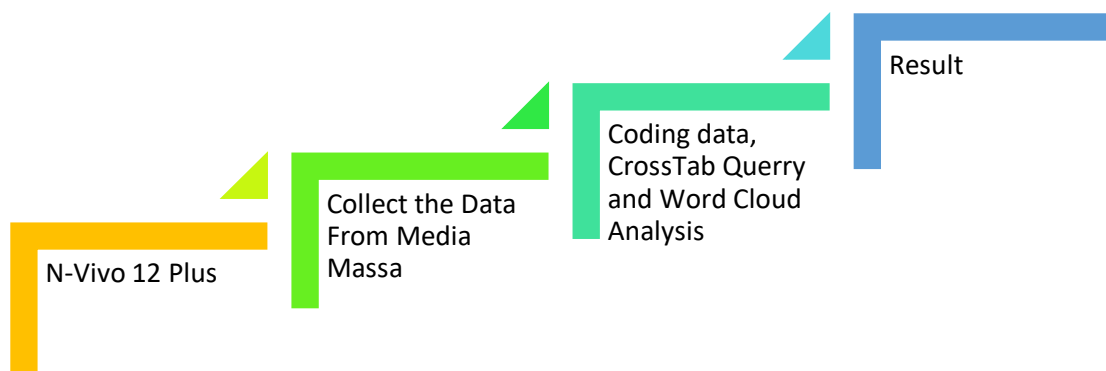 N-Vivo 12 Plus
Collect the Data
From Media
Massa
Coding data,
CrossTab Querry
and Word Cloud
Analysis
Result